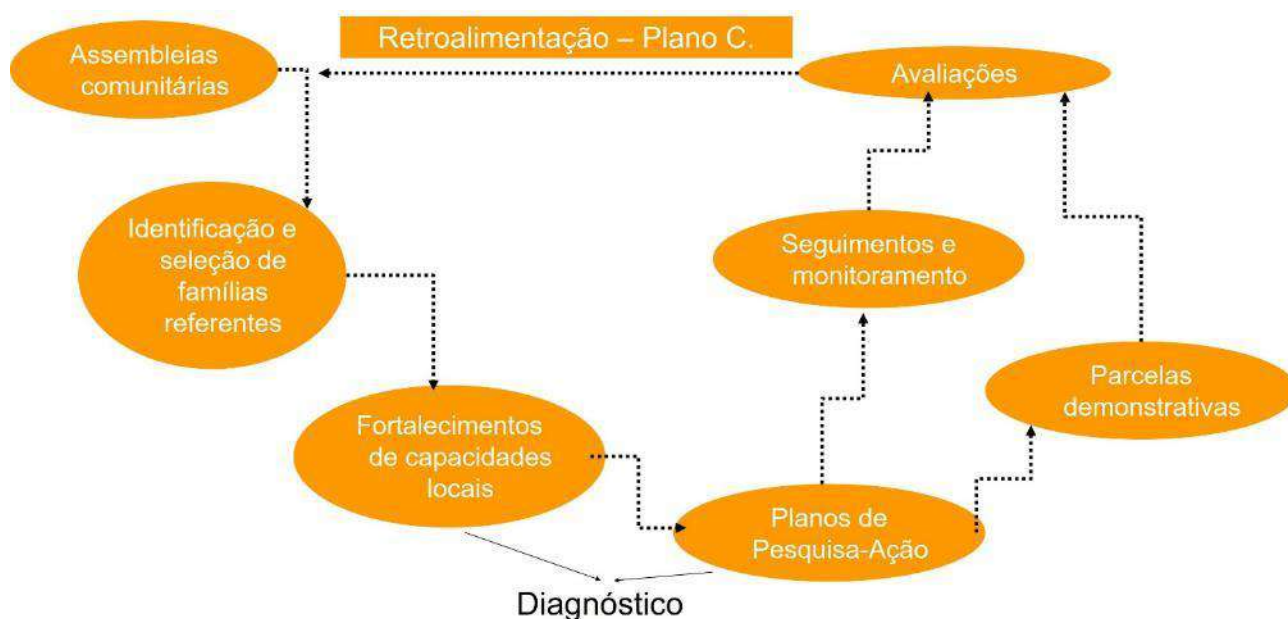 Retroalimentação – Plano C.
Assembleias
comunitárias
Avaliações
Identificação e
seleção de
famílias
referentes
Seguimentos e
monitoramento
Parcelas
demonstrativas
Fortalecimentos
de capacidades
locais
Planos de
Pesquisa-Ação
Diagnóstico